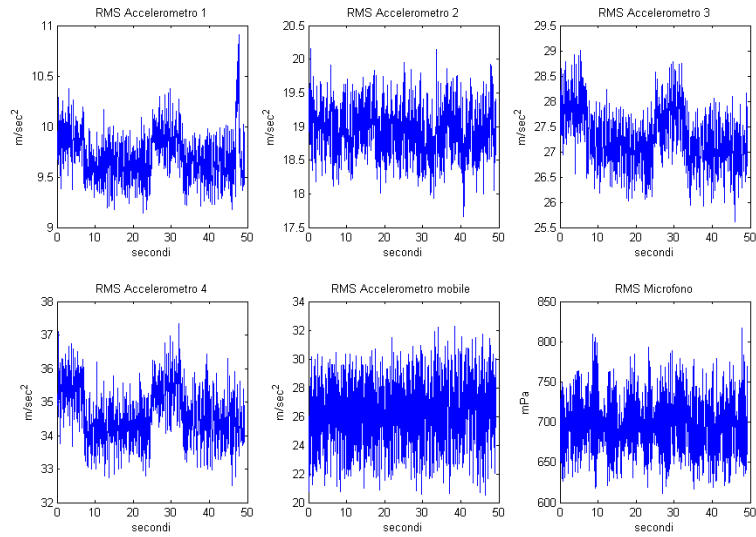 RMS Accelerometro 1
11
10.5
10
9.5
9
m/sec²
0 10 20 30 40 50
secondi
RMS Accelerometro 2
20.5
20
19.5
19
18.5
18
17.5
m/sec²
0 10 20 30 40 50
secondi
RMS Accelerometro 3
29.5
29
28.5
28
27.5
27
26.5
26
25.5
m/sec²
0 10 20 30 40 50
secondi
RMS Accelerometro 4
38
37
36
35
34
33
32
m/sec²
0 10 20 30 40 50
secondi
RMS Accelerometro mobile
34
32
30
28
26
24
22
20
m/sec²
0 10 20 30 40 50
secondi
RMS Microfono
850
800
750
700
650
600
mPa
0 10 20 30 40 50
secondi